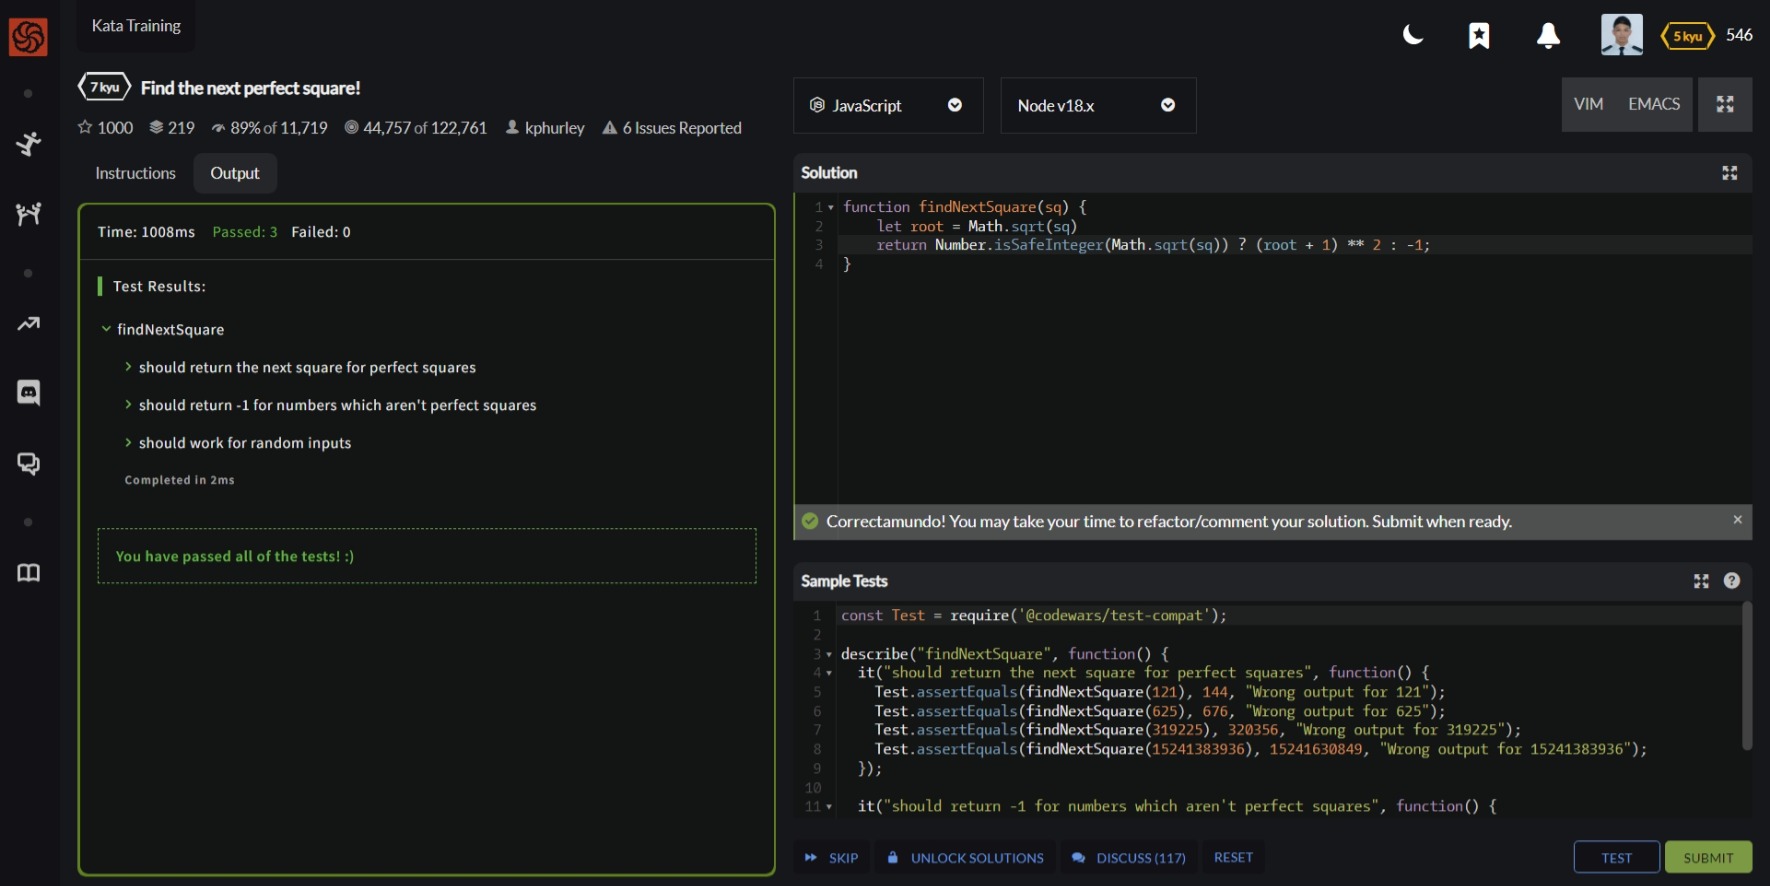 Kata Training
5 kyu 546
7 kyu Find the next perfect square!
1000 219 89% of 11,719 44,757 of 122,761 kphurley 6 Issues Reported
Instructions Output
Time: 1008ms Passed: 3 Failed: 0
Test Results:
findNextSquare
should return the next square for perfect squares
should return -1 for numbers which aren't perfect squares
should work for random inputs
Completed in 2ms
You have passed all of the tests! :)
JavaScript Node v18.x VIM EMACS
Solution
1 function findNextSquare(sq) {
2 let root = Math.sqrt(sq)
3 return Number.isSafeInteger(Math.sqrt(sq)) ? (root + 1) ** 2 : -1;
4 }
Correctamundo! You may take your time to refactor/comment your solution. Submit when ready. ×
Sample Tests ?
1 const Test = require('@codewars/test-compat');
2
3 describe("findNextSquare", function() {
4 it("should return the next square for perfect squares", function() {
5 Test.assertEquals(findNextSquare(121), 144, "Wrong output for 121");
6 Test.assertEquals(findNextSquare(625), 676, "Wrong output for 625");
7 Test.assertEquals(findNextSquare(319225), 320356, "Wrong output for 319225");
8 Test.assertEquals(findNextSquare(15241383936), 15241630849, "Wrong output for 15241383936");
9 });
10
11 it("should return -1 for numbers which aren't perfect squares", function() {
SKIP UNLOCK SOLUTIONS DISCUSS (117) RESET TEST SUBMIT